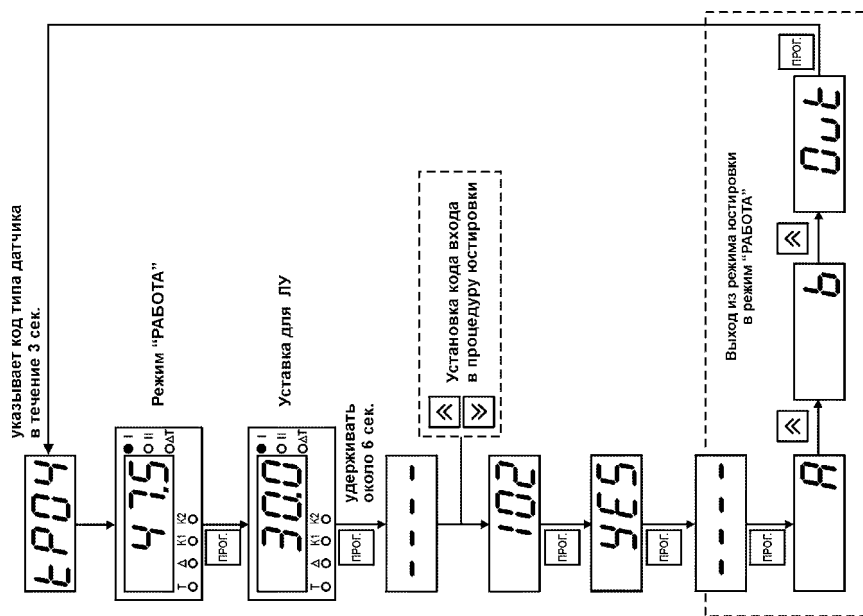 указывает код типа датчика
в течение 3 сек.
tP04
Режим “РАБОТА”
47.5
I
II
ΔT
T Δ K1 K2
ПРОГ.
Уставка для ЛУ
30.0
I
II
ΔT
T Δ K1 K2
удерживать
около 6 сек.
ПРОГ.
- - - -
Установка кода входа
в процедуру юстировки
102
ПРОГ.
YES
ПРОГ.
- - - -
ПРОГ.
Выход из режима юстировки
в режим “РАБОТА”
A
b
Out
ПРОГ.